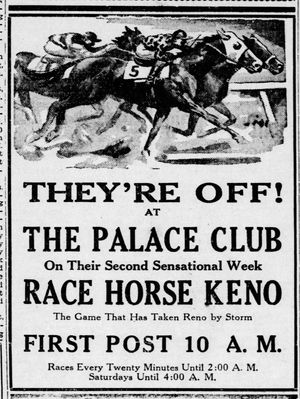 5
3
THEY'RE OFF!
AT
THE PALACE CLUB
On Their Second Sensational Week
RACE HORSE KENO
The Game That Has Taken Reno by Storm
FIRST POST 10 A. M.
Races Every Twenty Minutes Until 2:00 A. M.
Saturdays Until 4:00 A. M.